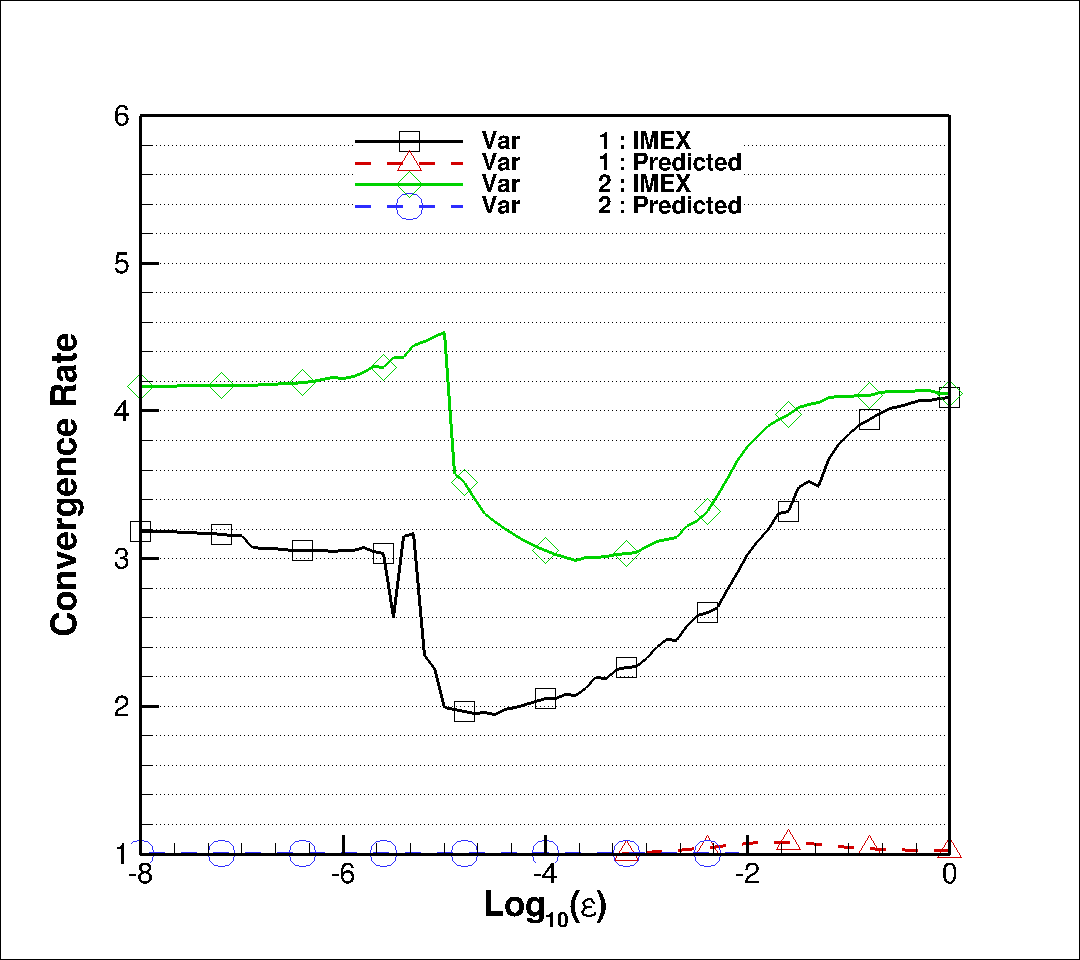 6
Var 1 : IMEX
Var 1 : Predicted
Var 2 : IMEX
Var 2 : Predicted
5
4
3
2
1
Convergence Rate
-8 -6 -4 -2 0
Log10(ε)